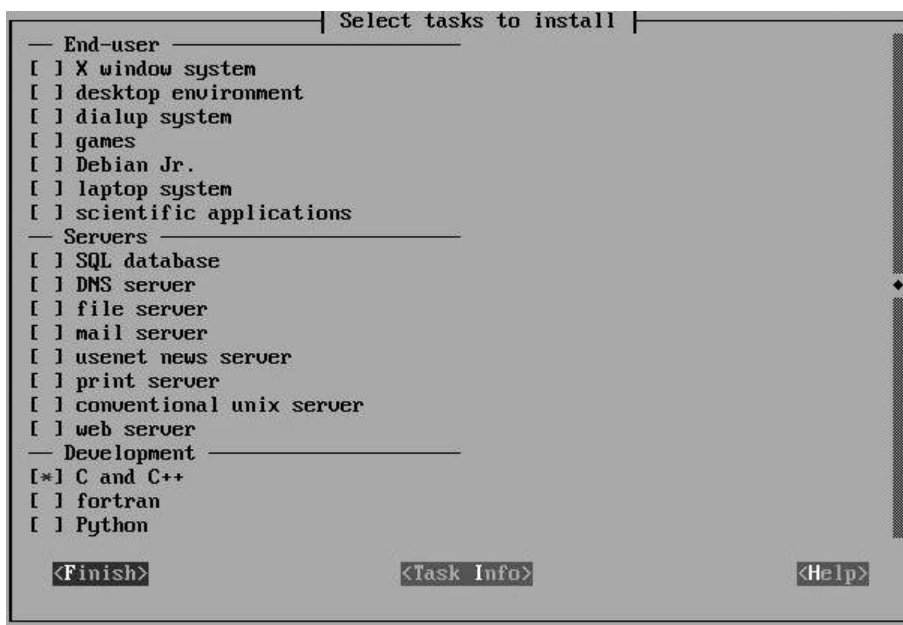 Select tasks to install
End-user
[ ] X window system
[ ] desktop environment
[ ] dialup system
[ ] games
[ ] Debian Jr.
[ ] laptop system
[ ] scientific applications
Servers
[ ] SQL database
[ ] DNS server
[ ] file server
[ ] mail server
[ ] usenet news server
[ ] print server
[ ] conventional unix server
[ ] web server
Development
[*] C and C++
[ ] fortran
[ ] Python
<Finish> <Task Info> <Help>